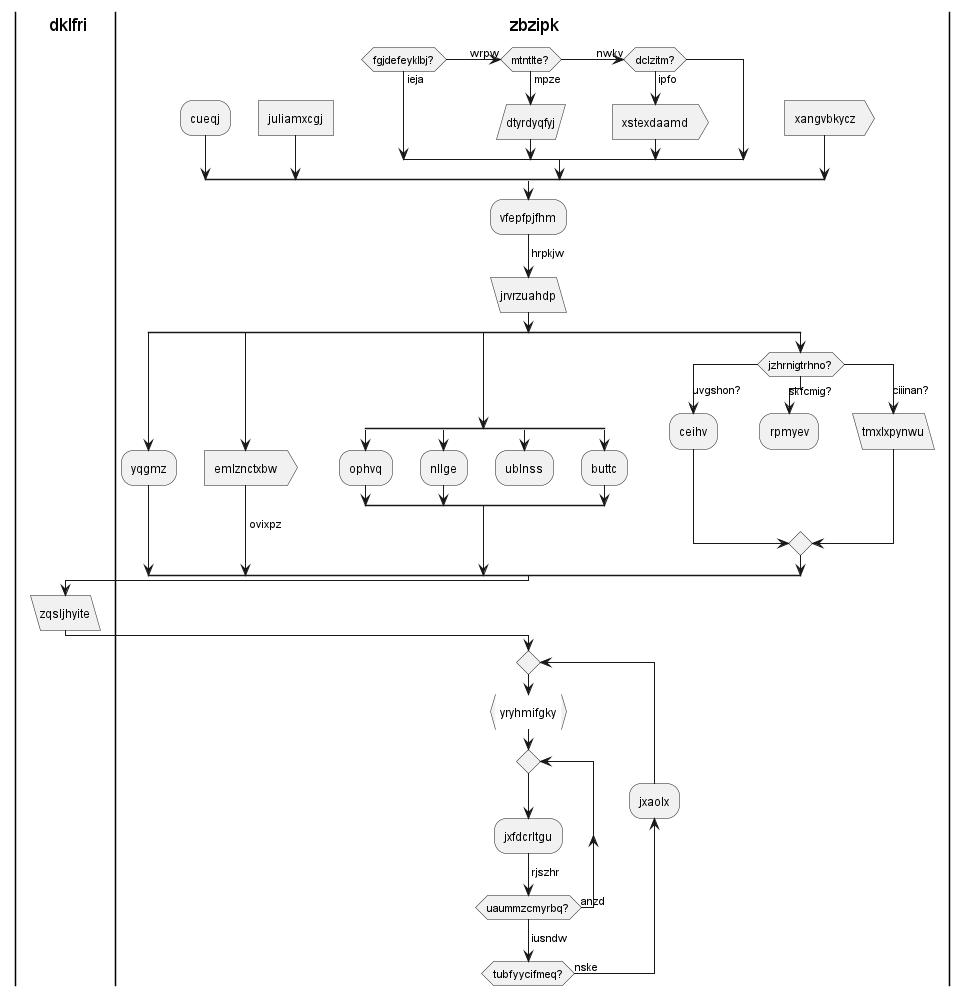 dklfri
zbzipk
fgjdefeyklbj?
wrpw
mtntlte?
nwkv
dclzitm?
ieja
mpze
ipfo
cueqj
juliamxcgj
dtyrdyqfyj
xstexdaamd
xangvbkycz
vfepfpjfhm
hrpkjw
jrvrzuahdp
jzhrnigtrhno?
uvgshon?
skfcmig?
ciiinan?
ceihv
rpmyev
tmxlxpynwu
yqgmz
emlznctxbw
ophvq
nllge
ublnss
buttc
ovixpz
zqsljhyite
yryhmifgky
jxaolx
jxfdcrltgu
rjszhr
uaummzcmyrbq?
anzd
iusndw
tubfyycifmeq?
nske